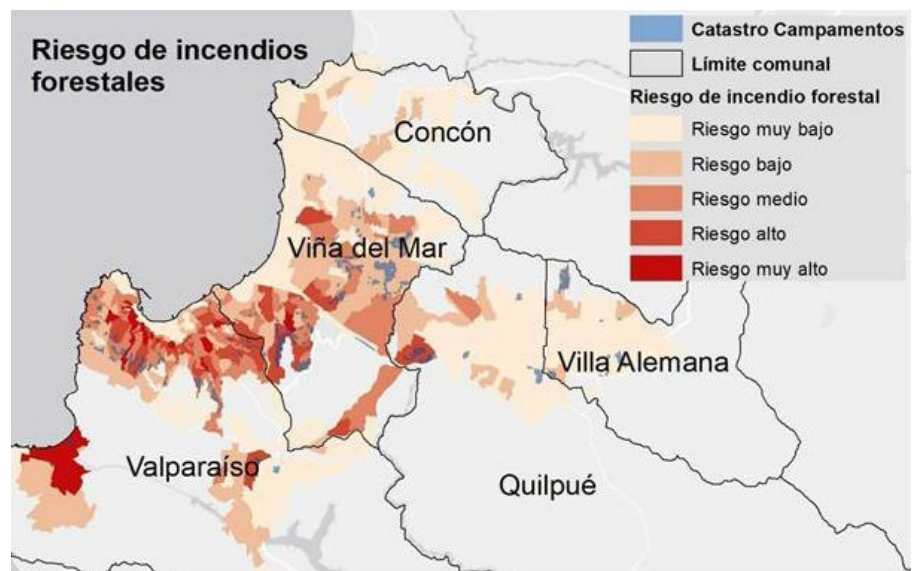 Riesgo de incendios
forestales
Catastro Campamentos
Límite comunal
Riesgo de incendio forestal
Riesgo muy bajo
Riesgo bajo
Riesgo medio
Riesgo alto
Riesgo muy alto
Concón
Viña del Mar
Villa Alemana
Valparaíso
Quilpué